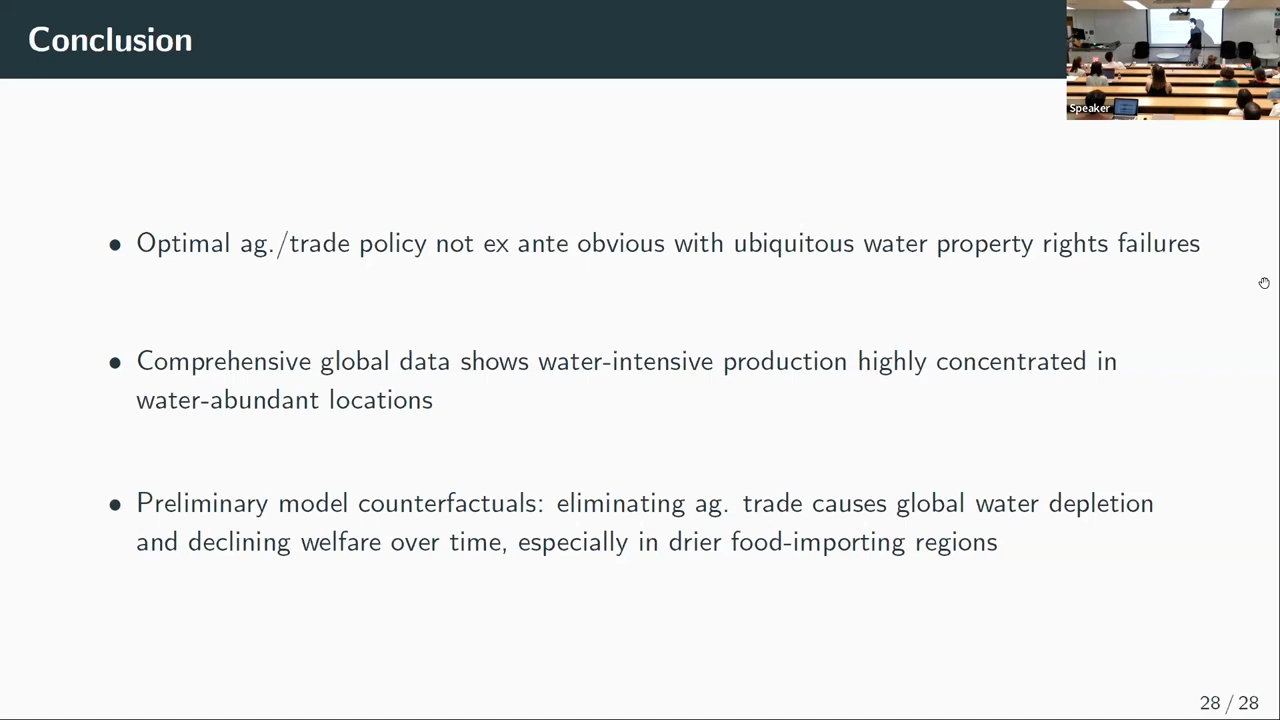 Conclusion
Speaker
• Optimal ag./trade policy not ex ante obvious with ubiquitous water property rights failures
• Comprehensive global data shows water-intensive production highly concentrated in
water-abundant locations
• Preliminary model counterfactuals: eliminating ag. trade causes global water depletion
and declining welfare over time, especially in drier food-importing regions
28 / 28